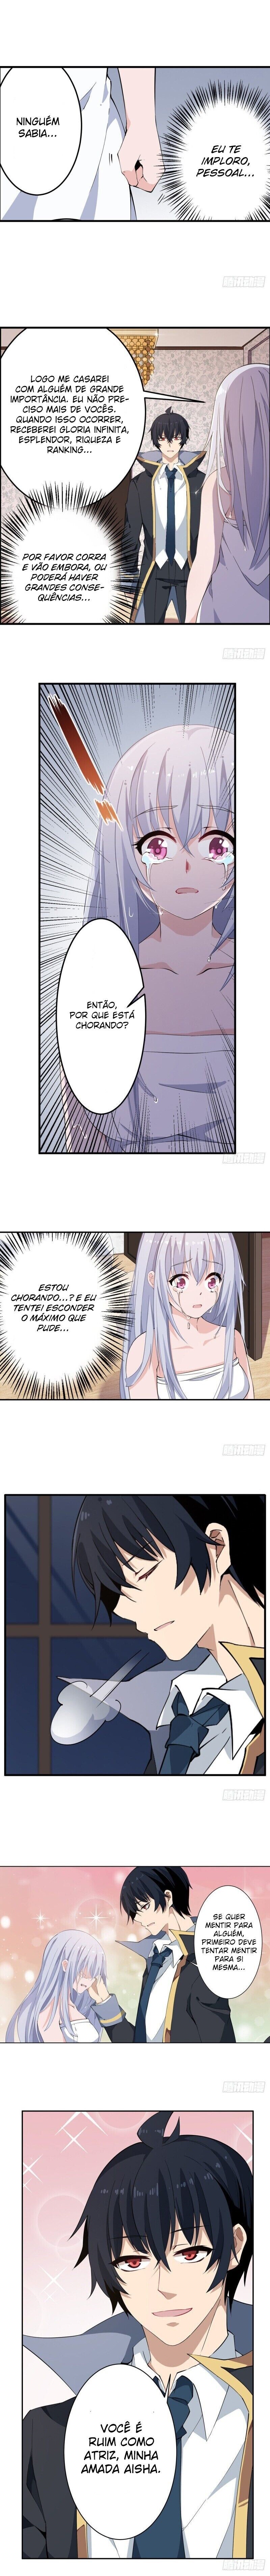 NINGUÉM
SABIA...
EU TE
IMPLORO,
PESSOAL...
LOGO ME CASAREI
COM ALGUÉM DE GRANDE
IMPORTÂNCIA. EU NÃO PRE-
CISO MAIS DE VOCÊS.
QUANDO ISSO OCORRER,
RECEBEREI GLORIA INFINITA,
ESPLENDOR, RIQUEZA E
RANKING...
POR FAVOR CORRA
E VÃO EMBORA, OU
PODERÁ HAVER
GRANDES CONSE-
QUÊNCIAS...
ENTÃO,
POR QUE ESTÁ
CHORANDO?
ESTOU
CHORANDO...? E EU
TENTEI ESCONDER
O MÁXIMO QUE
PUDE...
SE QUER
MENTIR PARA
ALGUÉM,
PRIMEIRO DEVE
TENTAR MENTIR
PARA SI
MESMA...
VOCÊ É
RUIM COMO
ATRIZ, MINHA
AMADA AISHA.